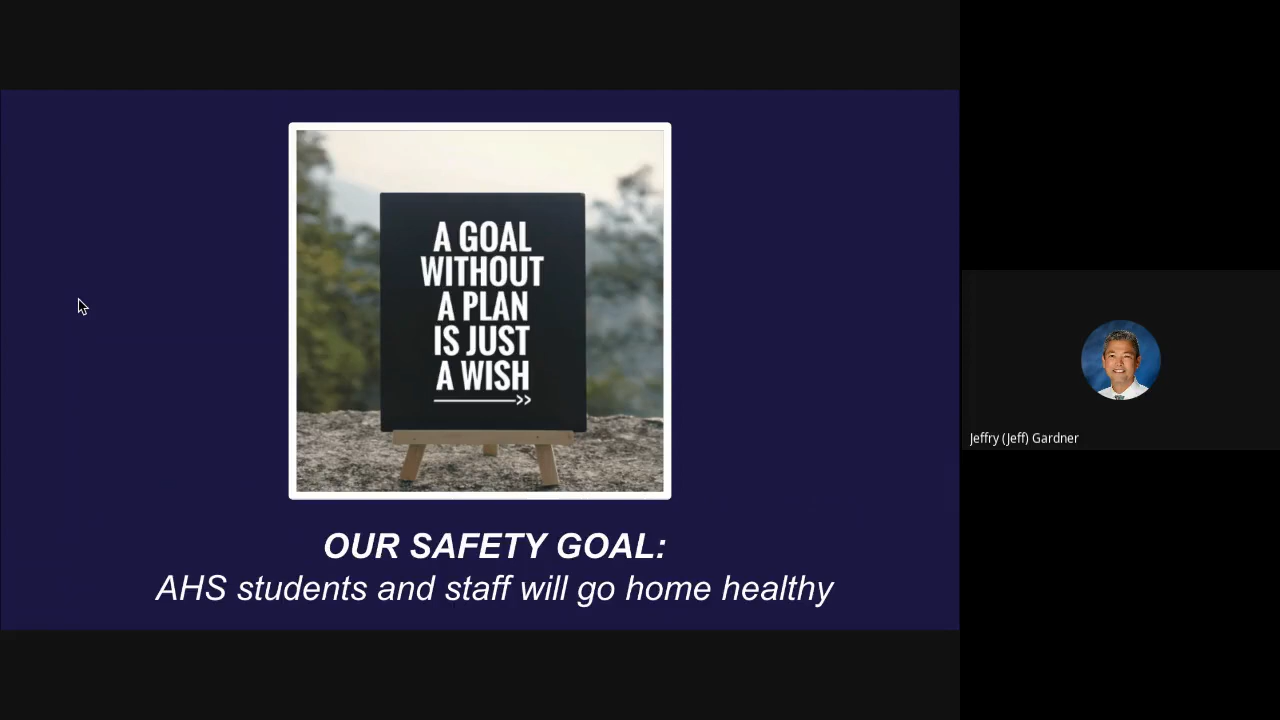 A GOAL
WITHOUT
A PLAN
IS JUST
A WISH
OUR SAFETY GOAL:
AHS students and staff will go home healthy
Jeffry (Jeff) Gardner